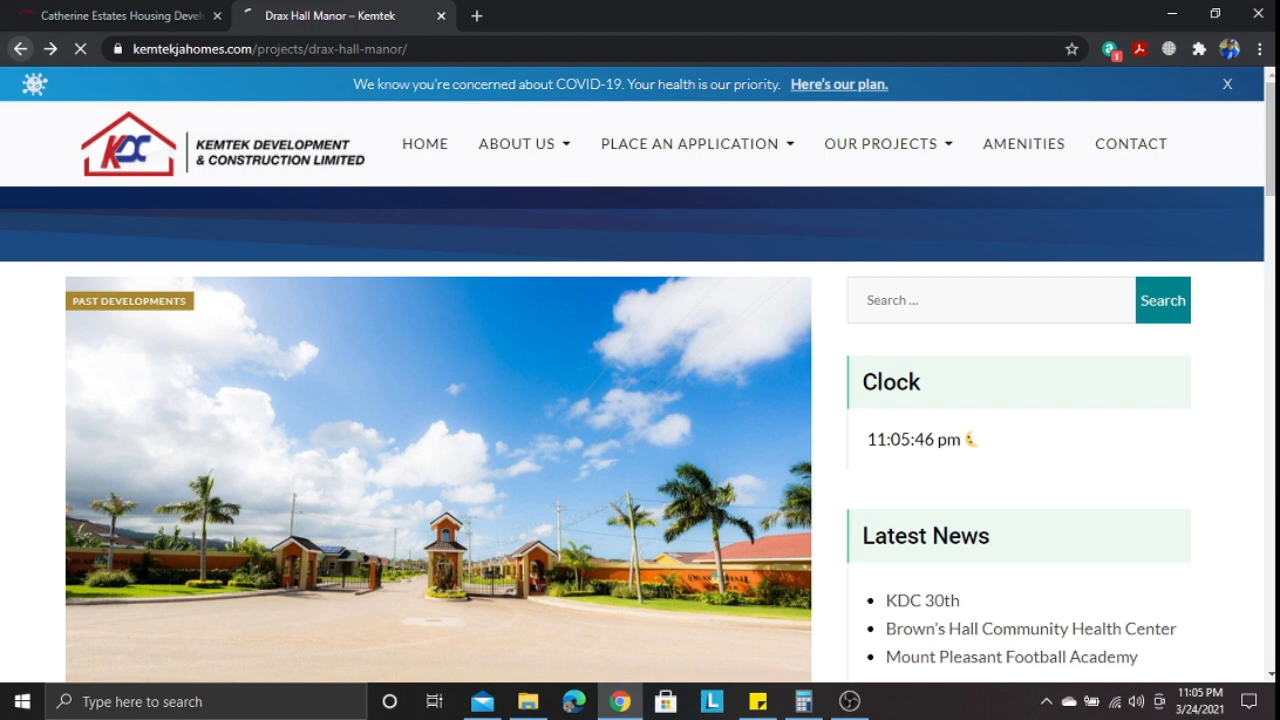 Catherine Estates Housing Devel
Drax Hall Manor – Kemtek
kemtekjahomes.com/projects/drax-hall-manor/
1
We know you're concerned about COVID-19. Your health is our priority. Here's our plan.
X
KDC
KEMTEK DEVELOPMENT
& CONSTRUCTION LIMITED
HOME
ABOUT US
PLACE AN APPLICATION
OUR PROJECTS
AMENITIES
CONTACT
PAST DEVELOPMENTS
Search ...
Search
Clock
11:05:46 pm
Latest News
KDC 30th
Brown's Hall Community Health Center
Mount Pleasant Football Academy
Type here to search
L
11:05 PM
3/24/2021